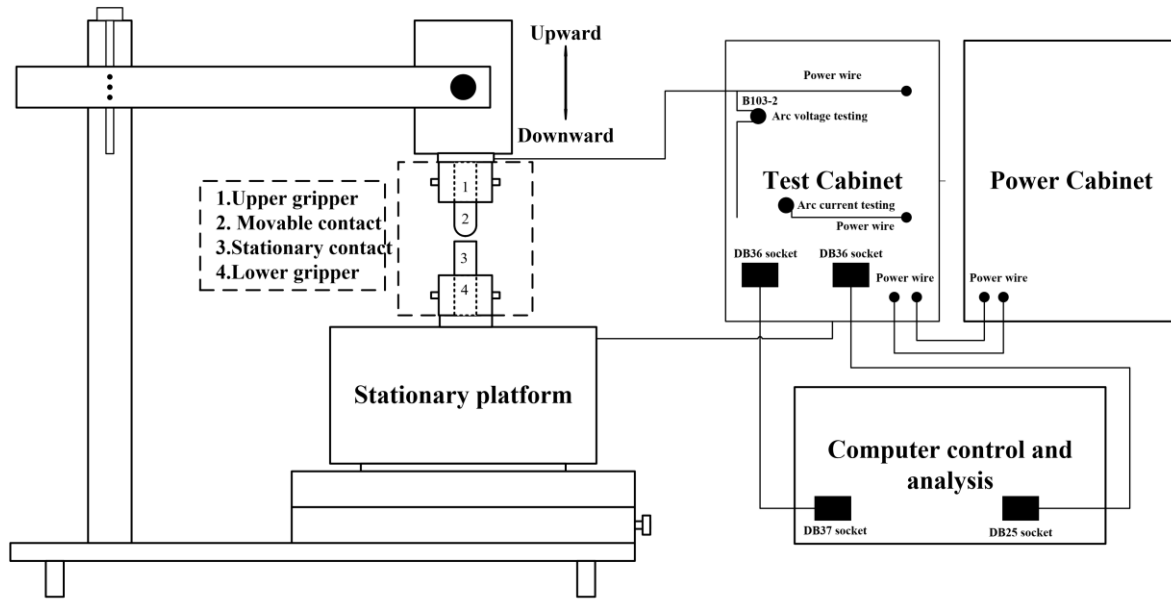 Upward
Downward
1.Upper gripper
2. Movable contact
3.Stationary contact
4.Lower gripper
1
2
3
4
Stationary platform
Power wire
B103-2
Arc voltage testing
Test Cabinet
Arc current testing
Power wire
DB36 socket
DB36 socket
Power wire
Power Cabinet
Power wire
Computer control and
analysis
DB37 socket
DB25 socket